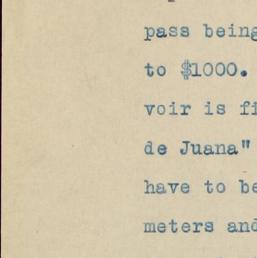 pass being
to $1000.
voir is fi
de Juana"
have to be
meters and